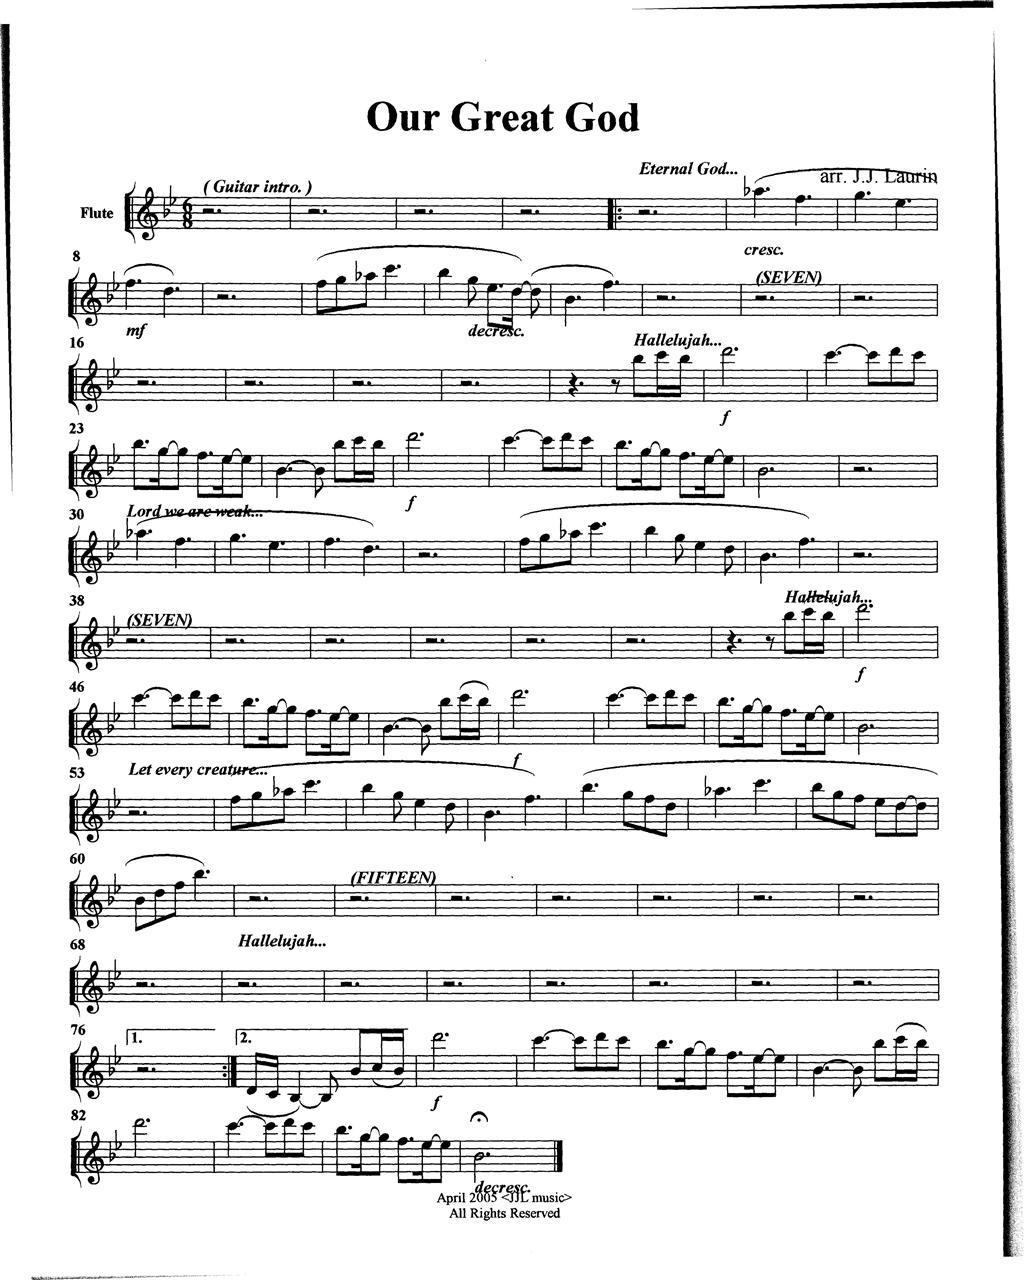 Our Great God
Eternal God...
arr. J.J. Laurin
( Guitar intro. )
Flute
6
8
cresc.
8
(SEVEN)
mf
decresc.
16
Hallelujah...
f
23
f
30
Lord we are weak...
38
(SEVEN)
Hallelujah...
f
46
f
53
Let every creature...
60
(FIFTEEN)
68
Hallelujah...
76
1.
2.
f
82
decresc.
April 2005 <JJL music>
All Rights Reserved